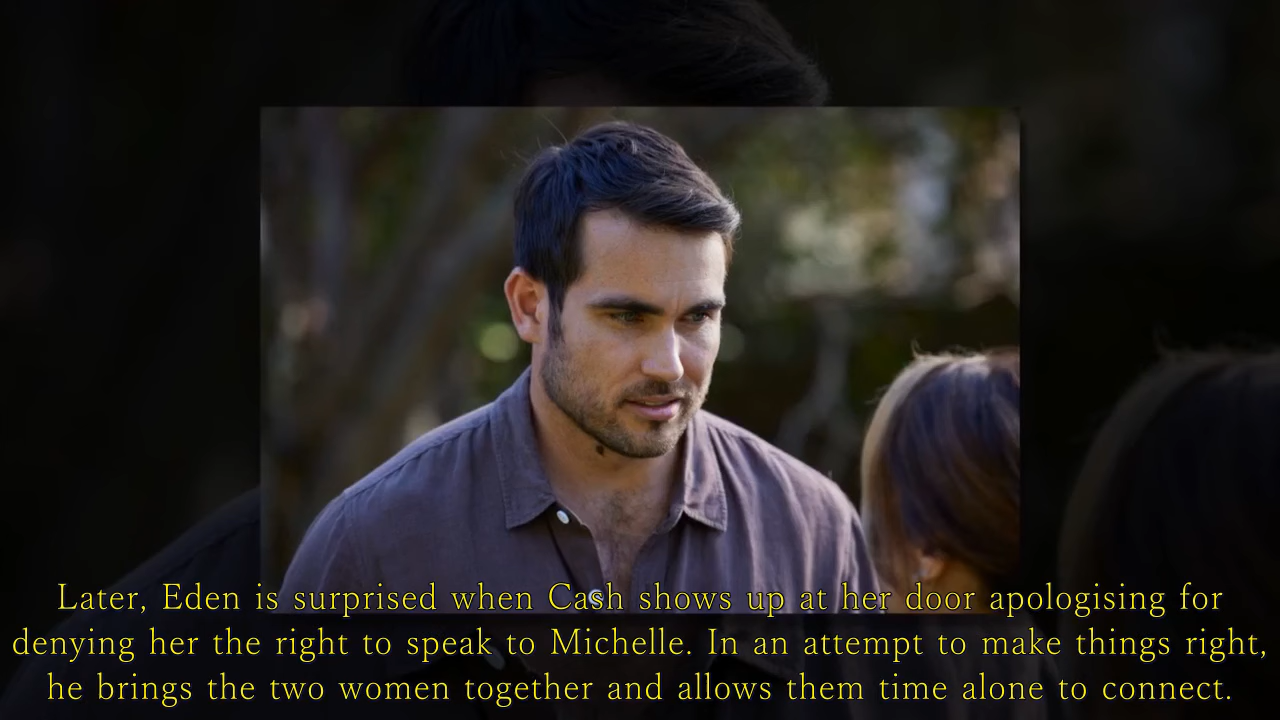 Later, Eden is surprised when Cash shows up at her door apologising for
denying her the right to speak to Michelle. In an attempt to make things right,
he brings the two women together and allows them time alone to connect.